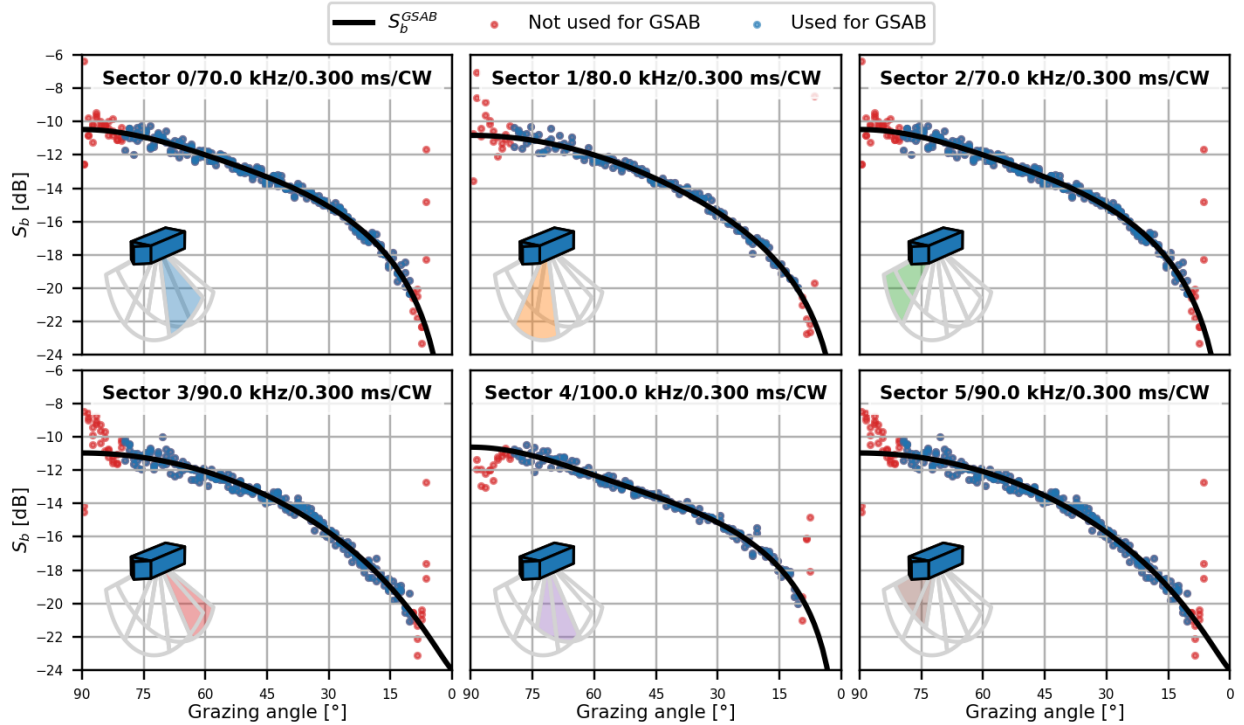 S_b^GSAB Not used for GSAB Used for GSAB
Sector 0/70.0 kHz/0.300 ms/CW Sector 1/80.0 kHz/0.300 ms/CW Sector 2/70.0 kHz/0.300 ms/CW
S_b [dB]
−6
−8
−10
−12
−14
−16
−18
−20
−22
−24
Sector 3/90.0 kHz/0.300 ms/CW Sector 4/100.0 kHz/0.300 ms/CW Sector 5/90.0 kHz/0.300 ms/CW
S_b [dB]
−6
−8
−10
−12
−14
−16
−18
−20
−22
−24
90 75 60 45 30 15 0 90 75 60 45 30 15 0 90 75 60 45 30 15 0
Grazing angle [°] Grazing angle [°] Grazing angle [°]